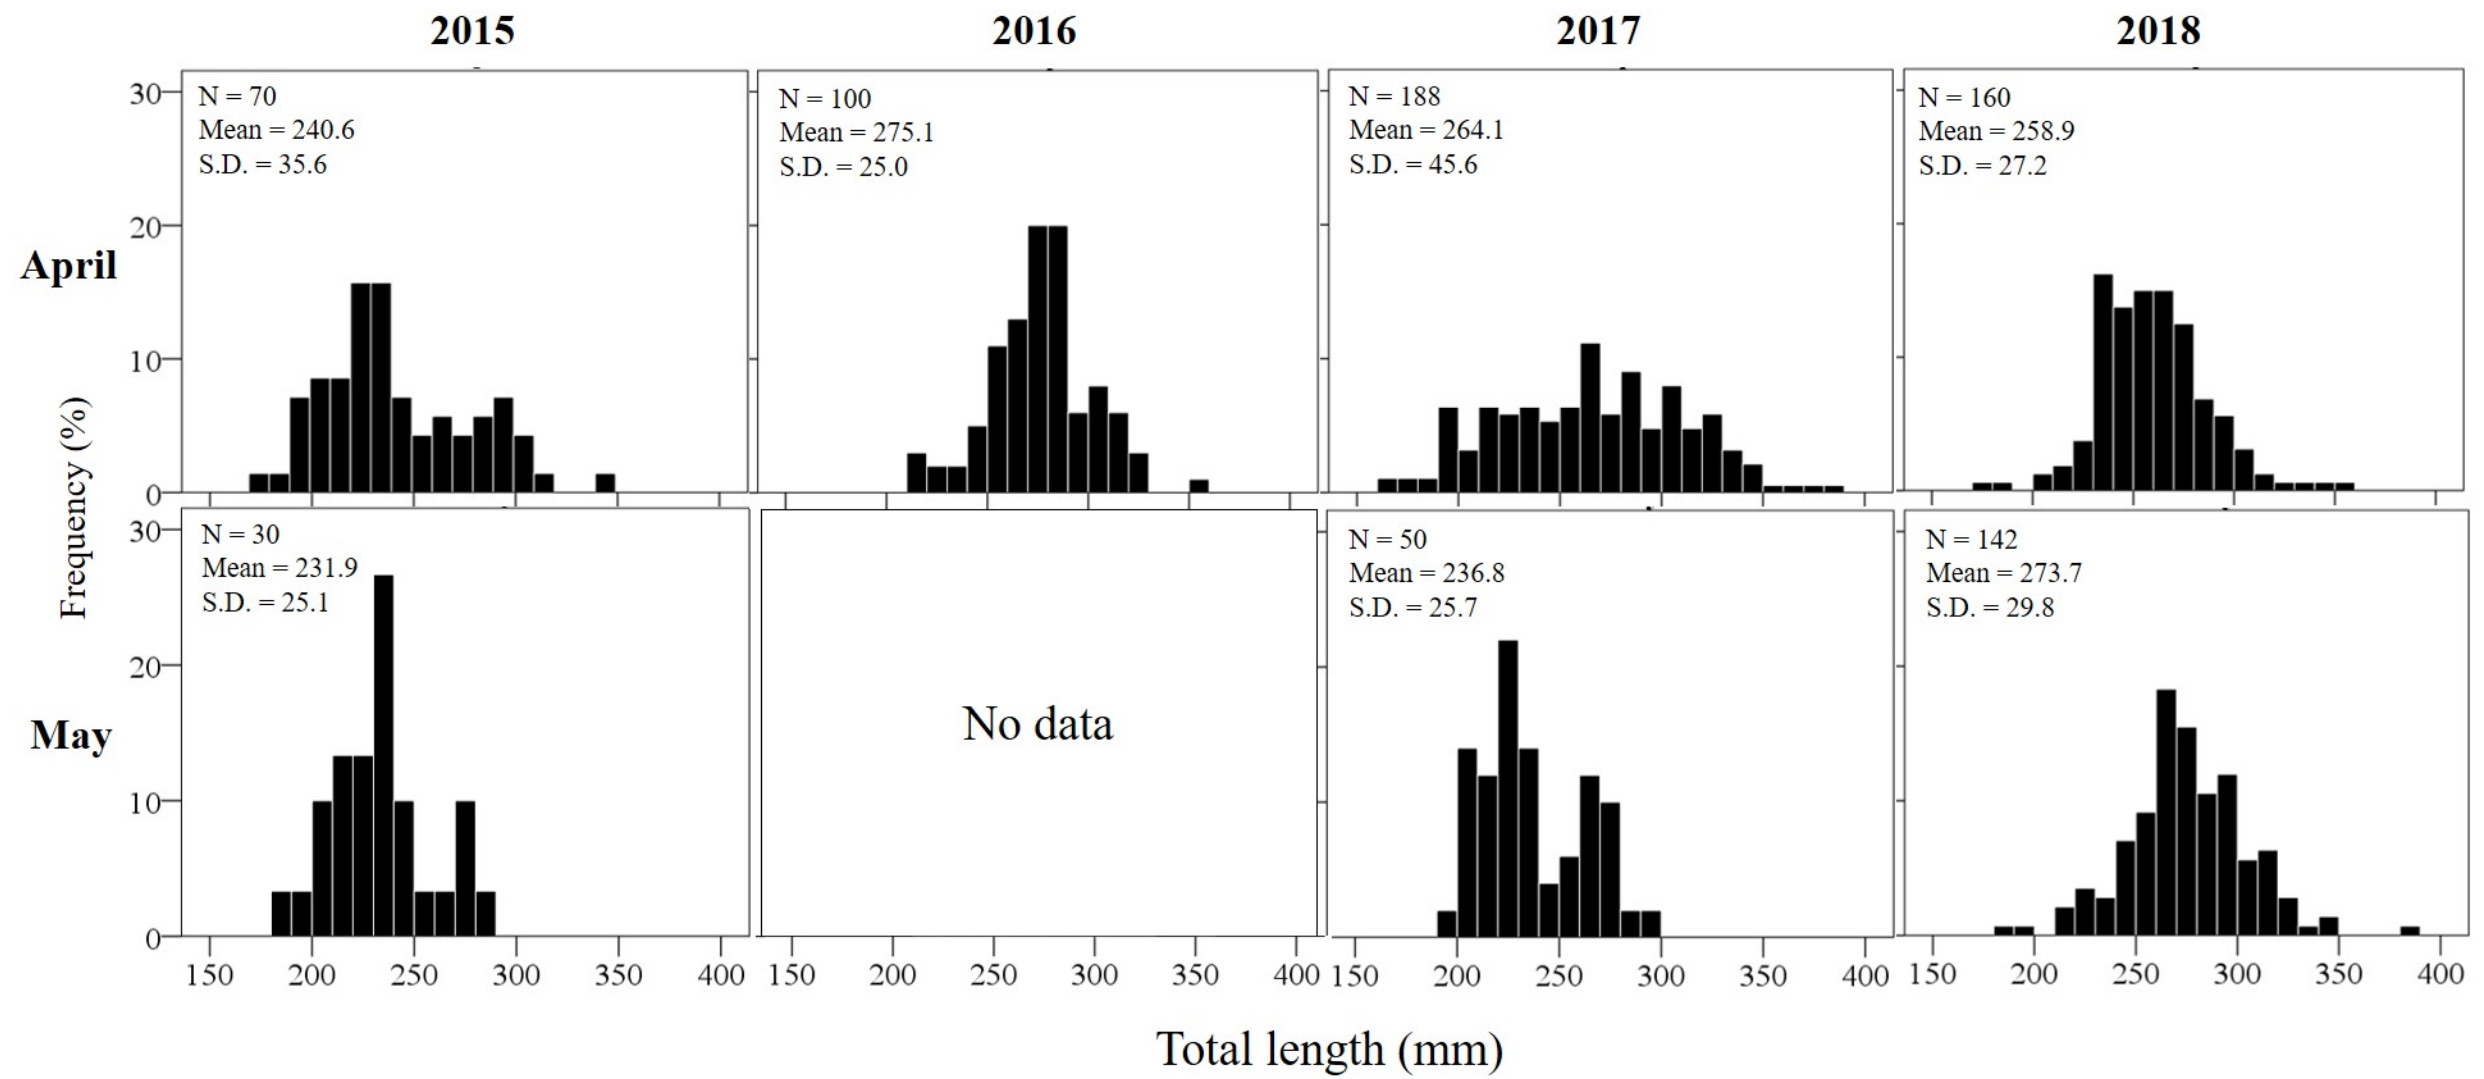 2015 2016 2017 2018
April
May
Frequency (%)
30
20
10
0
N = 70
Mean = 240.6
S.D. = 35.6
N = 100
Mean = 275.1
S.D. = 25.0
N = 188
Mean = 264.1
S.D. = 45.6
N = 160
Mean = 258.9
S.D. = 27.2
30
20
10
0
N = 30
Mean = 231.9
S.D. = 25.1
No data
N = 50
Mean = 236.8
S.D. = 25.7
N = 142
Mean = 273.7
S.D. = 29.8
150 200 250 300 350 400 150 200 250 300 350 400 150 200 250 300 350 400 150 200 250 300 350 400
Total length (mm)